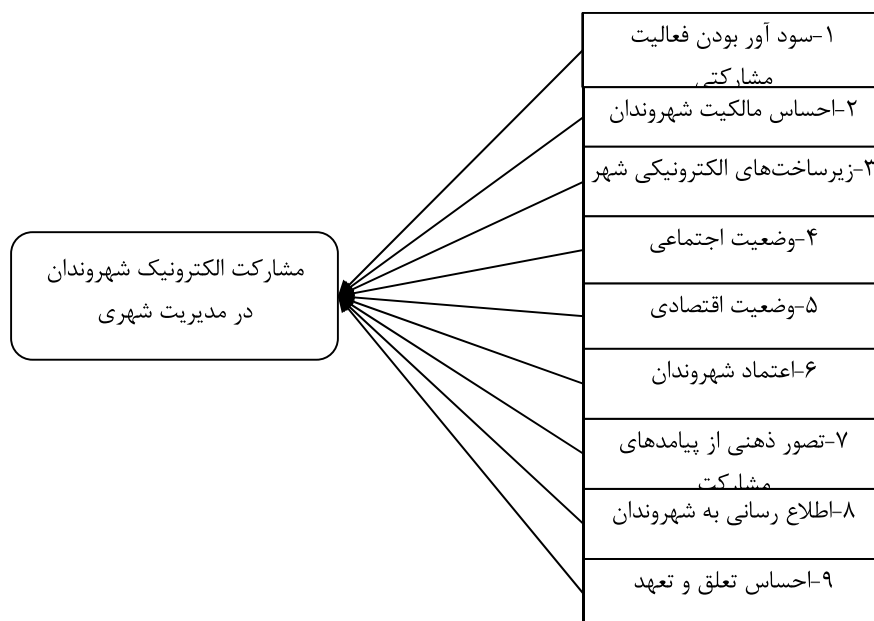 ۱-سود آور بودن فعالیت
مشارکتی
۲-احساس مالکیت شهروندان
۳-زیرساخت‌های الکترونیکی شهر
۴-وضعیت اجتماعی
۵-وضعیت اقتصادی
۶-اعتماد شهروندان
۷-تصور ذهنی از پیامدهای
مشارکت
۸-اطلاع رسانی به شهروندان
۹-احساس تعلق و تعهد
مشارکت الکترونیک شهروندان
در مدیریت شهری